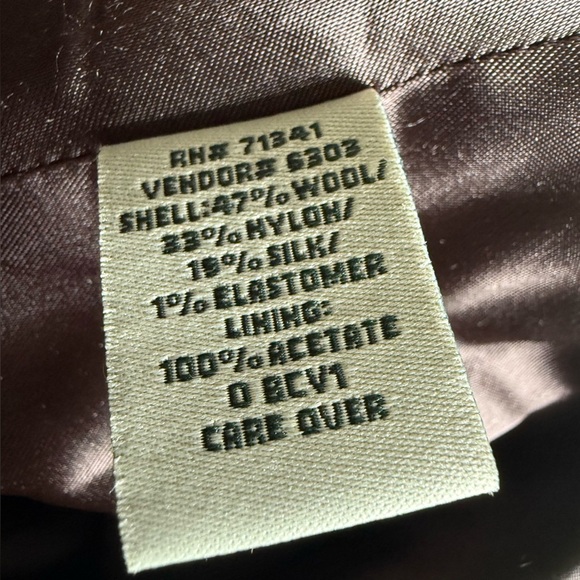 RN# 71341
VENDOR# 6303
SHELL:47% WOOL/
33% NYLON/
19% SILK/
1% ELASTOMER
LINING:
100% ACETATE
0 BCV1
CARE OVER